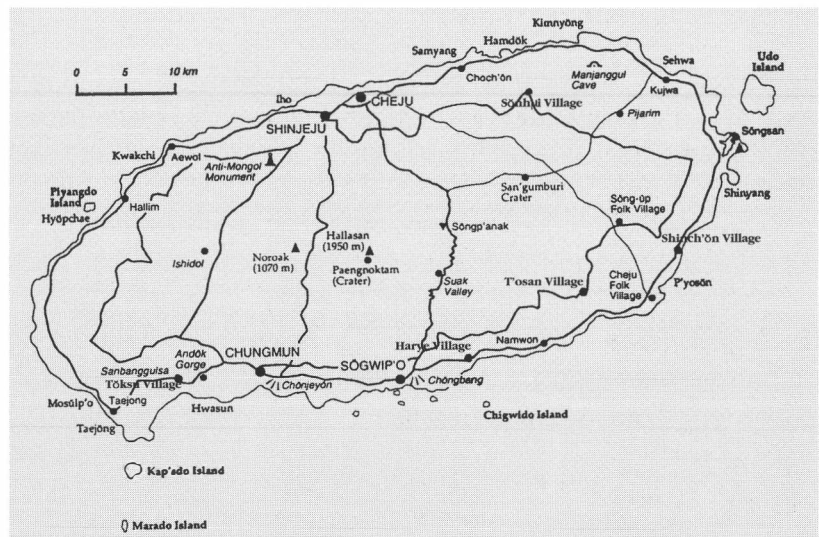 Kimnyŏng
Hamdŏk
Samyang
Sehwa
Udo
Island
Choch'ŏn
Manjanggul
Cave
Kujwa
0 5 10 km
Iho
CHEJU
Sŏnhŭl Village
Pijarim
SHINJEJU
Sŏngsan
Kwakchi
Aewol
Anti-Mongol
Monument
Shinyang
San'gumburi
Crater
Piyangdo
Island
Hyŏpchae
Hallim
Sŏng-ŭp
Folk Village
Sŏngp'anak
Hallasan
(1950 m)
Shinch'ŏn Village
Ishidol
Noroak
(1070 m)
Paengnoktam
(Crater)
Suak
Valley
T'osan Village
Cheju
Folk
Village
P'yosŏn
Harye Village
Namwon
CHUNGMUN
SŎGWIP'O
Andŏk
Gorge
Sanbangguisa
Tŏksu Village
Chŏnjeyŏn
Chŏngbang
Mosŭlp'o
Taejong
Hwasun
Chigwido Island
Taejŏng
Kap'ado Island
Marado Island